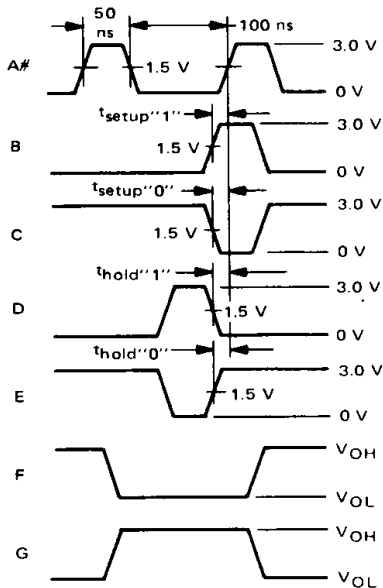 50
ns
100 ns
A#
1.5 V
3.0 V
0 V
tsetup"1"
B
1.5 V
3.0 V
0 V
tsetup"0"
C
1.5 V
3.0 V
0 V
thold"1"
D
1.5 V
3.0 V
0 V
thold"0"
E
1.5 V
3.0 V
0 V
F
VOH
VOL
G
VOH
VOL